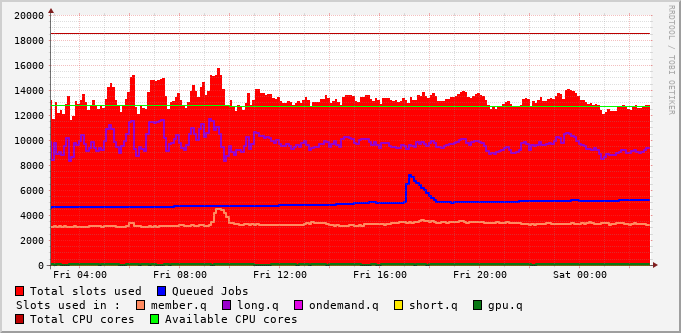 20000
18000
16000
14000
12000
10000
8000
6000
4000
2000
0
Fri 04:00 Fri 08:00 Fri 12:00 Fri 16:00 Fri 20:00 Sat 00:00
Total slots used Queued Jobs
Slots used in : member.q long.q ondemand.q short.q gpu.q
Total CPU cores Available CPU cores
RRDTOOL / TOBI OETIKER